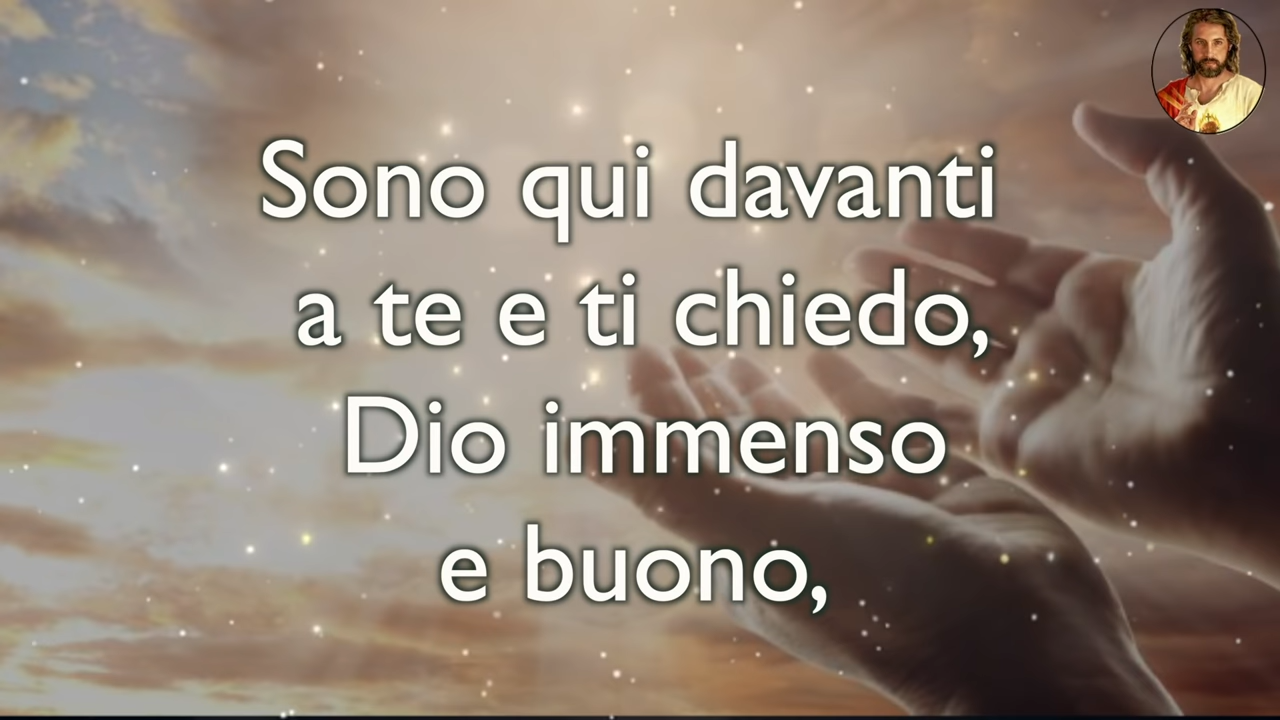 Sono qui davanti
a te e ti chiedo,
Dio immenso
e buono,